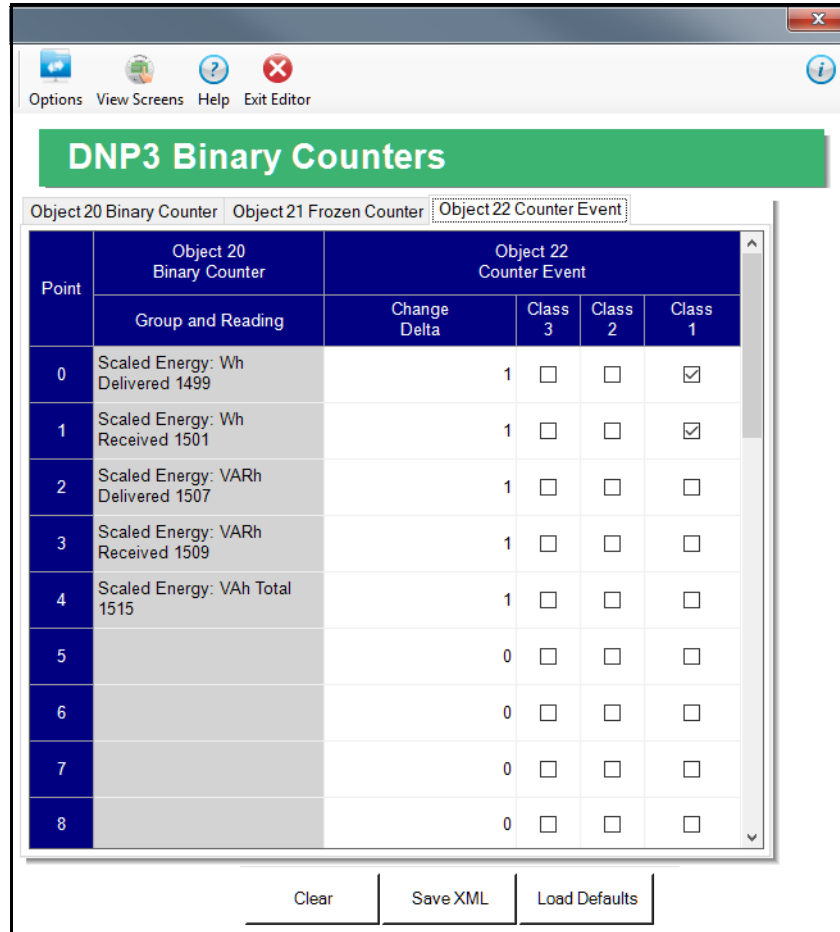 Options View Screens Help Exit Editor
DNP3 Binary Counters
Object 20 Binary Counter Object 21 Frozen Counter Object 22 Counter Event
Point
Object 20
Binary Counter
Object 22
Counter Event
Group and Reading
Change
Delta
Class
3
Class
2
Class
1
0
Scaled Energy: Wh
Delivered 1499
1
1
Scaled Energy: Wh
Received 1501
1
2
Scaled Energy: VARh
Delivered 1507
1
3
Scaled Energy: VARh
Received 1509
1
4
Scaled Energy: VAh Total
1515
1
5 0
6 0
7 0
8 0
Clear Save XML Load Defaults